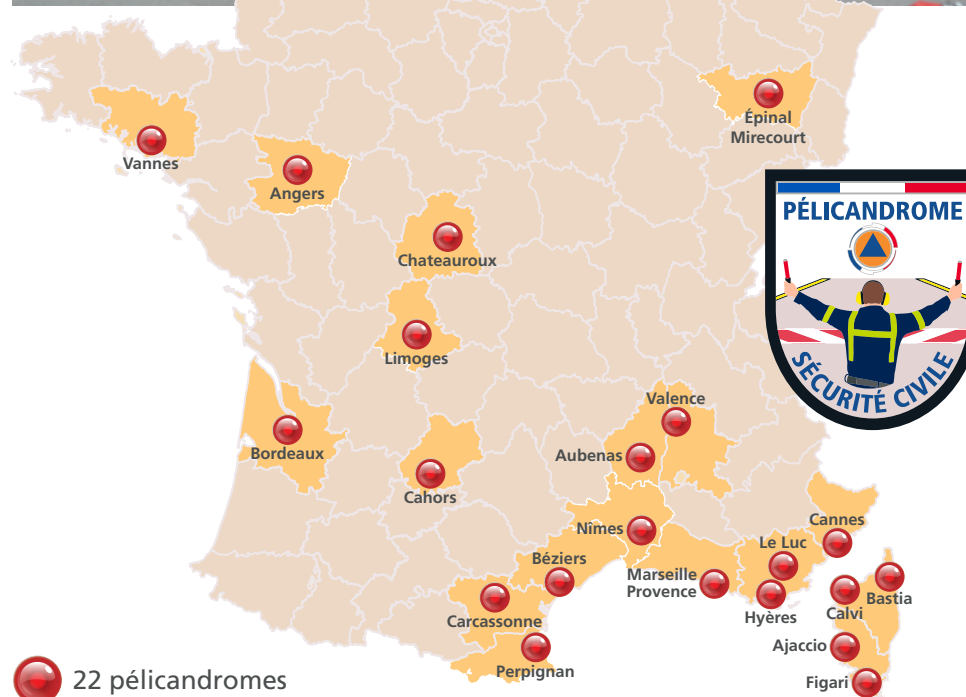 Épinal
Mirecourt
Vannes
Angers
PÉLICANDROME
Chateauroux
Limoges
SÉCURITÉ CIVILE
Valence
Bordeaux
Aubenas
Cahors
Cannes
Nîmes
Le Luc
Béziers
Marseille
Provence
Bastia
Calvi
Hyères
Carcassonne
Ajaccio
Perpignan
Figari
22 pélicandromes